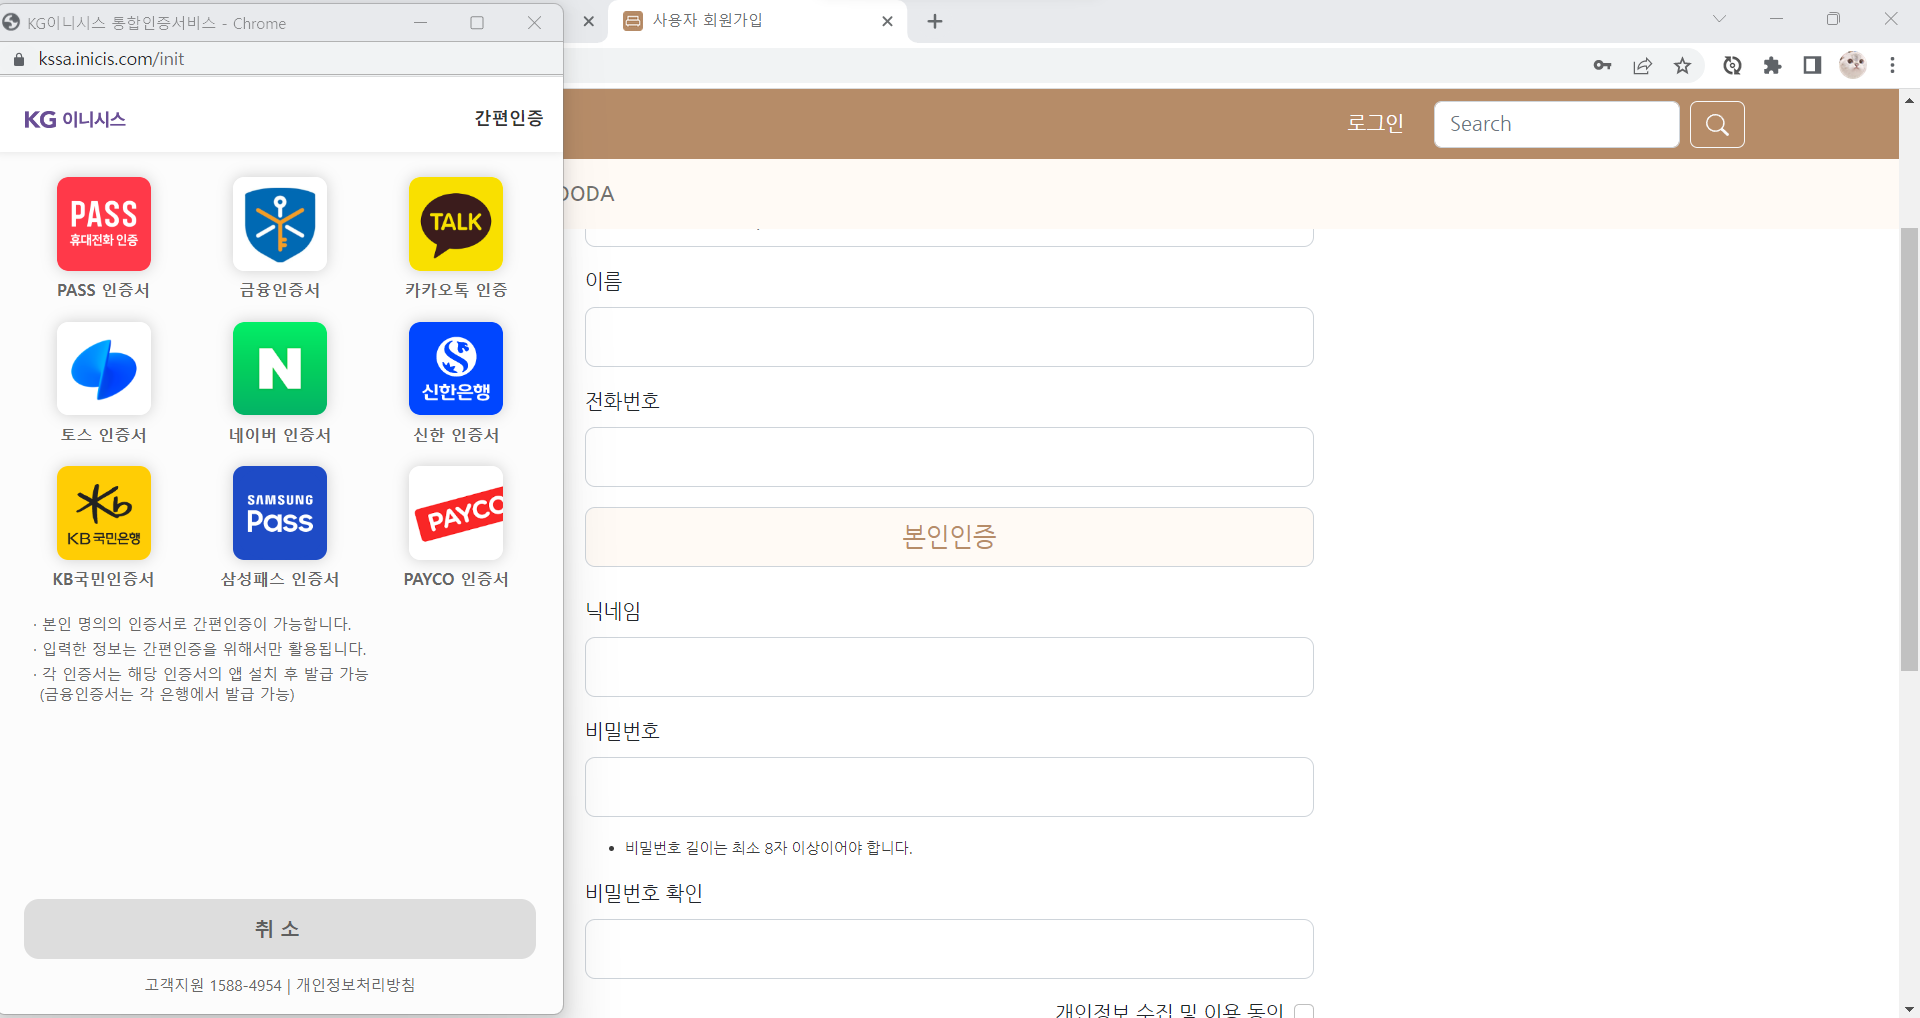 KG이니시스 통합인증서비스 - Chrome
kssa.inicis.com/init
KG 이니시스
간편인증
PASS
휴대전화 인증
TALK
PASS 인증서
금융인증서
카카오톡 인증
N
신한은행
토스 인증서
네이버 인증서
신한 인증서
Kb
KB국민은행
SAMSUNG
Pass
PAYCO
KB국민인증서
삼성패스 인증서
PAYCO 인증서
· 본인 명의의 인증서로 간편인증이 가능합니다.
· 입력한 정보는 간편인증을 위해서만 활용됩니다.
· 각 인증서는 해당 인증서의 앱 설치 후 발급 가능
(금융인증서는 각 은행에서 발급 가능)
취 소
고객지원 1588-4954 | 개인정보처리방침
사용자 회원가입
로그인
Search
OODA
이름
전화번호
본인인증
닉네임
비밀번호
• 비밀번호 길이는 최소 8자 이상이어야 합니다.
비밀번호 확인
개인정보 수집 및 이용 동의